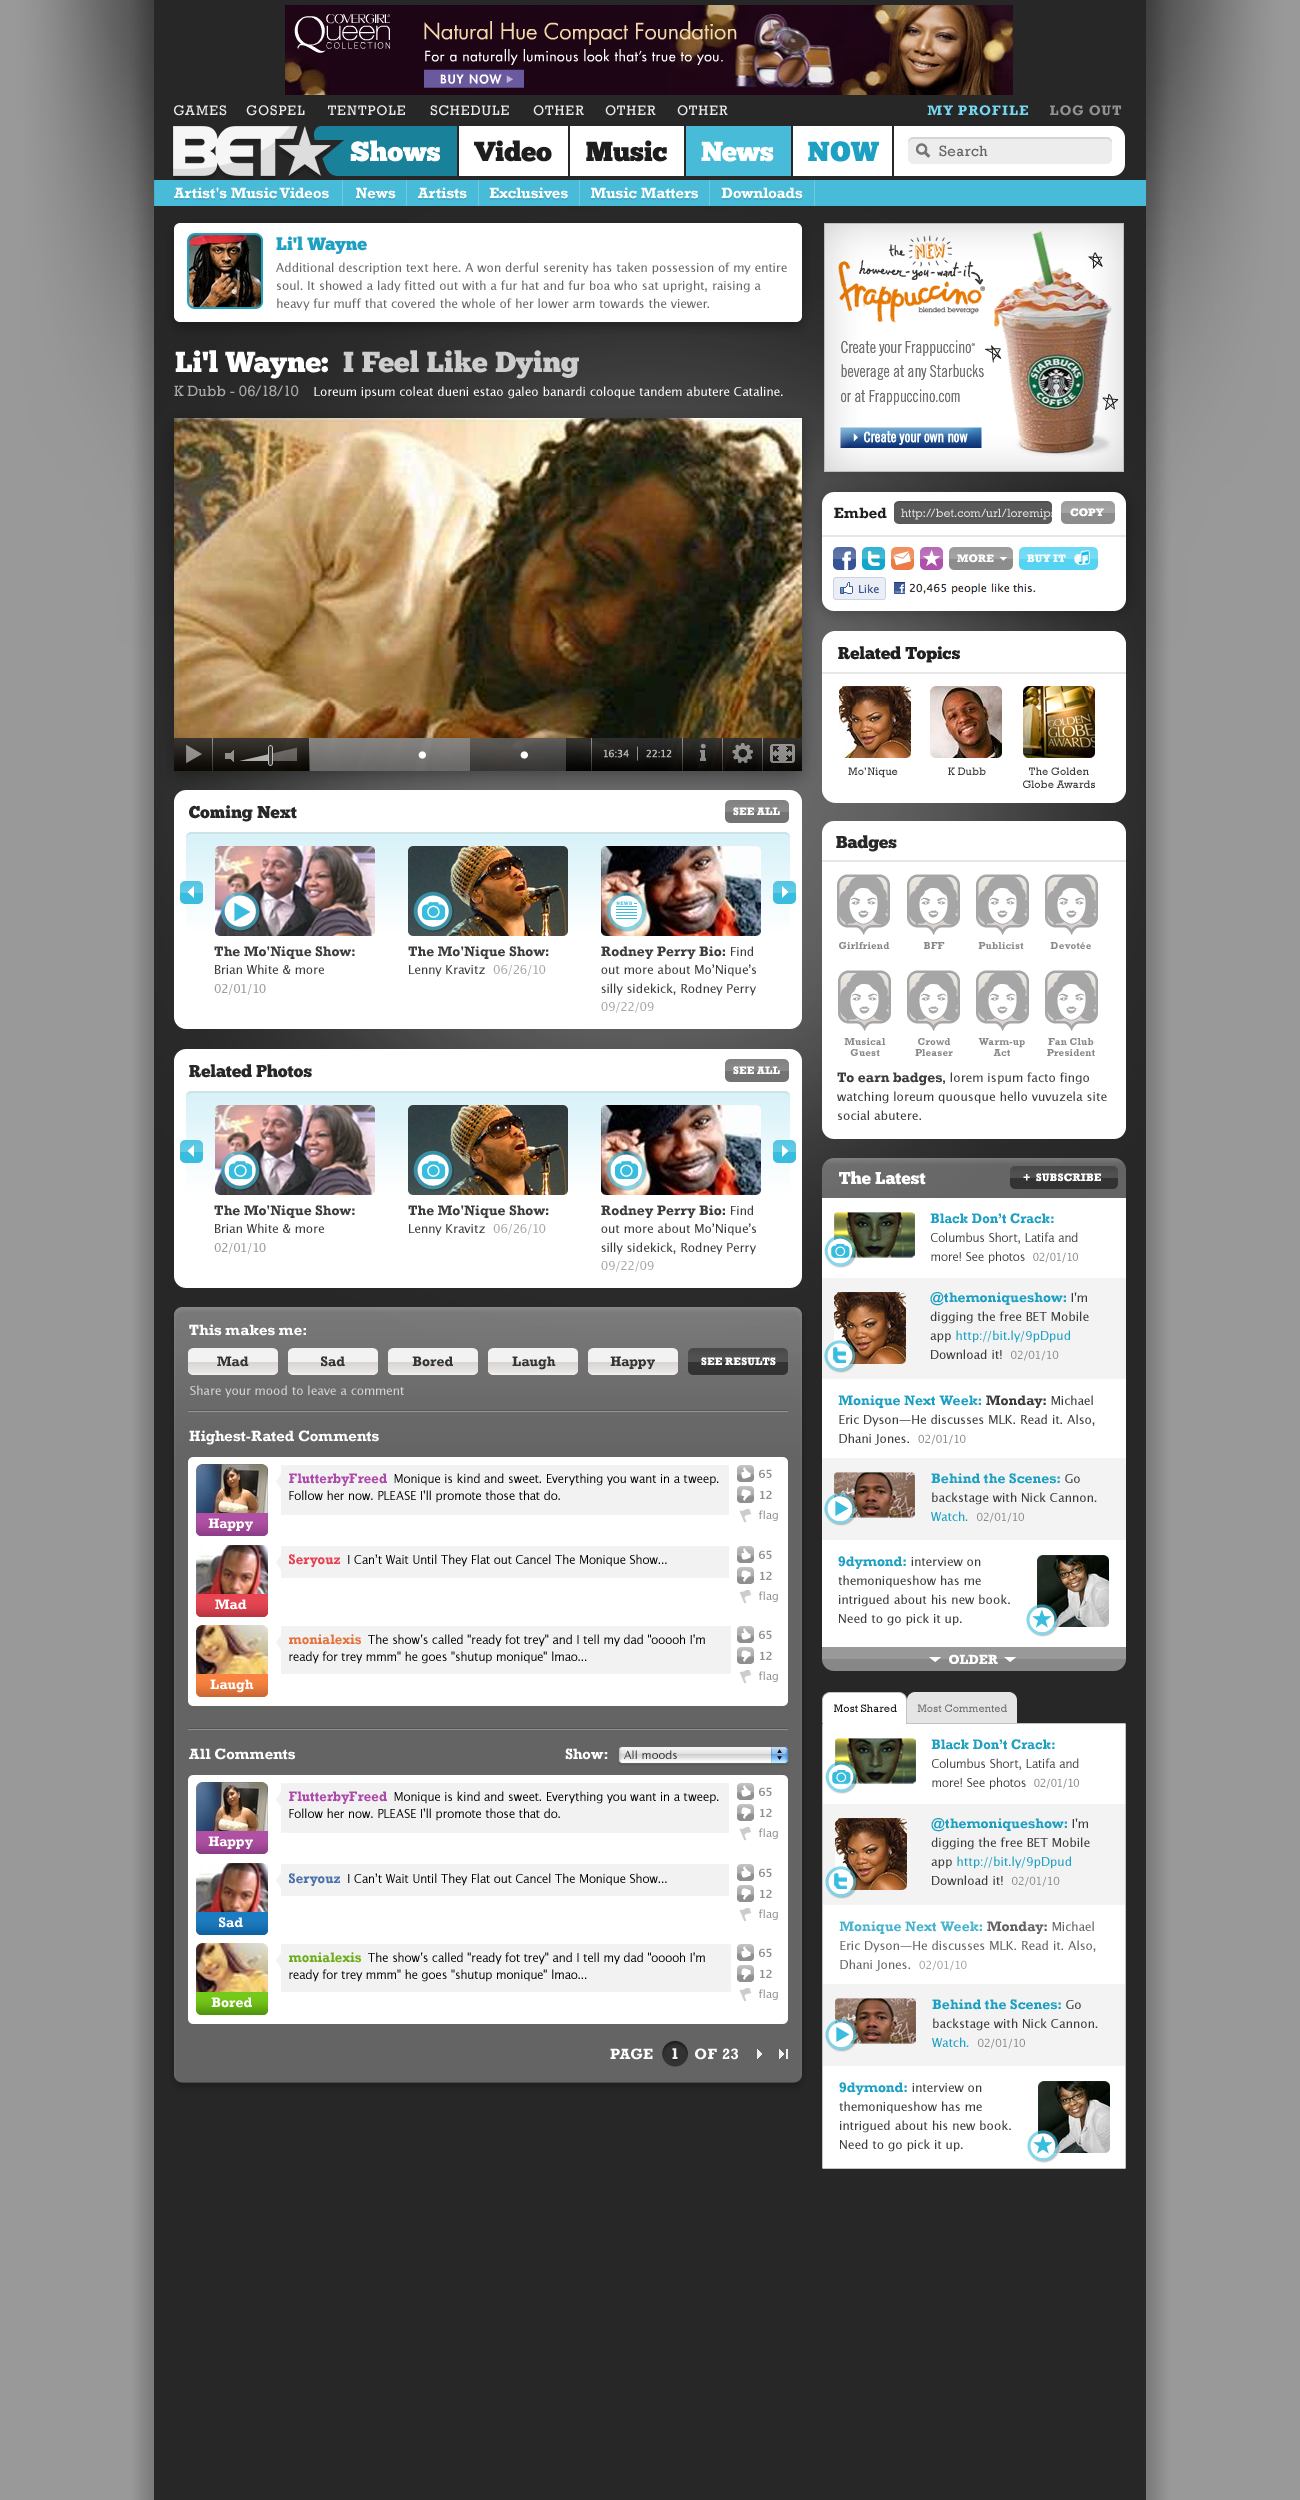 COVERGIRL
Queen
COLLECTION
Natural Hue Compact Foundation
For a naturally luminous look that's true to you.
BUY NOW
GAMES GOSPEL TENTPOLE SCHEDULE OTHER OTHER OTHER MY PROFILE LOG OUT
BET Shows Video Music News NOW Search
Artist's Music Videos News Artists Exclusives Music Matters Downloads
Li'l Wayne
Additional description text here. A won derful serenity has taken possession of my entire
soul. It showed a lady fitted out with a fur hat and fur boa who sat upright, raising a
heavy fur muff that covered the whole of her lower arm towards the viewer.
Li'l Wayne: I Feel Like Dying
K Dubb - 06/18/10 Loreum ipsum coleat dueni estao galeo banardi coloque tandem abutere Cataline.
16:34 22:12
Coming Next SEE ALL
NEWS
The Mo'Nique Show:
Brian White & more
02/01/10
The Mo'Nique Show:
Lenny Kravitz 06/26/10
Rodney Perry Bio: Find
out more about Mo'Nique's
silly sidekick, Rodney Perry
09/22/09
Related Photos SEE ALL
The Mo'Nique Show:
Brian White & more
02/01/10
The Mo'Nique Show:
Lenny Kravitz 06/26/10
Rodney Perry Bio: Find
out more about Mo'Nique's
silly sidekick, Rodney Perry
09/22/09
This makes me:
Mad Sad Bored Laugh Happy SEE RESULTS
Share your mood to leave a comment
Highest-Rated Comments
FlutterbyFreed Monique is kind and sweet. Everything you want in a tweep.
Follow her now. PLEASE I'll promote those that do.
Happy
65
12
flag
Seryouz I Can't Wait Until They Flat out Cancel The Monique Show...
Mad
65
12
flag
monialexis The show's called "ready fot trey" and I tell my dad "ooooh I'm
ready for trey mmm" he goes "shutup monique" lmao...
Laugh
65
12
flag
All Comments Show: All moods
FlutterbyFreed Monique is kind and sweet. Everything you want in a tweep.
Follow her now. PLEASE I'll promote those that do.
Happy
65
12
flag
Seryouz I Can't Wait Until They Flat out Cancel The Monique Show...
Sad
65
12
flag
monialexis The show's called "ready fot trey" and I tell my dad "ooooh I'm
ready for trey mmm" he goes "shutup monique" lmao...
Bored
65
12
flag
PAGE 1 OF 23
the NEW
however-you-want-it
frappuccino
blended beverage
Create your Frappuccino®
beverage at any Starbucks
or at Frappuccino.com
Create your own now
STARBUCKS
COFFEE
Embed http://bet.com/url/loremips COPY
MORE BUY IT
Like 20,465 people like this.
Related Topics
GOLDEN
GLOBE
AWARDS
Mo'Nique K Dubb The Golden
Globe Awards
Badges
Girlfriend BFF Publicist Devotée
Musical
Guest
Crowd
Pleaser
Warm-up
Act
Fan Club
President
To earn badges, lorem ispum facto fingo
watching loreum quousque hello vuvuzela site
social abutere.
The Latest + SUBSCRIBE
Black Don't Crack:
Columbus Short, Latifa and
more! See photos 02/01/10
@themoniqueshow: I'm
digging the free BET Mobile
app http://bit.ly/9pDpud
Download it! 02/01/10
Monique Next Week: Monday: Michael
Eric Dyson—He discusses MLK. Read it. Also,
Dhani Jones. 02/01/10
Behind the Scenes: Go
backstage with Nick Cannon.
Watch. 02/01/10
9dymond: interview on
themoniqueshow has me
intrigued about his new book.
Need to go pick it up.
OLDER
Most Shared Most Commented
Black Don't Crack:
Columbus Short, Latifa and
more! See photos 02/01/10
@themoniqueshow: I'm
digging the free BET Mobile
app http://bit.ly/9pDpud
Download it! 02/01/10
Monique Next Week: Monday: Michael
Eric Dyson—He discusses MLK. Read it. Also,
Dhani Jones. 02/01/10
Behind the Scenes: Go
backstage with Nick Cannon.
Watch. 02/01/10
9dymond: interview on
themoniqueshow has me
intrigued about his new book.
Need to go pick it up.